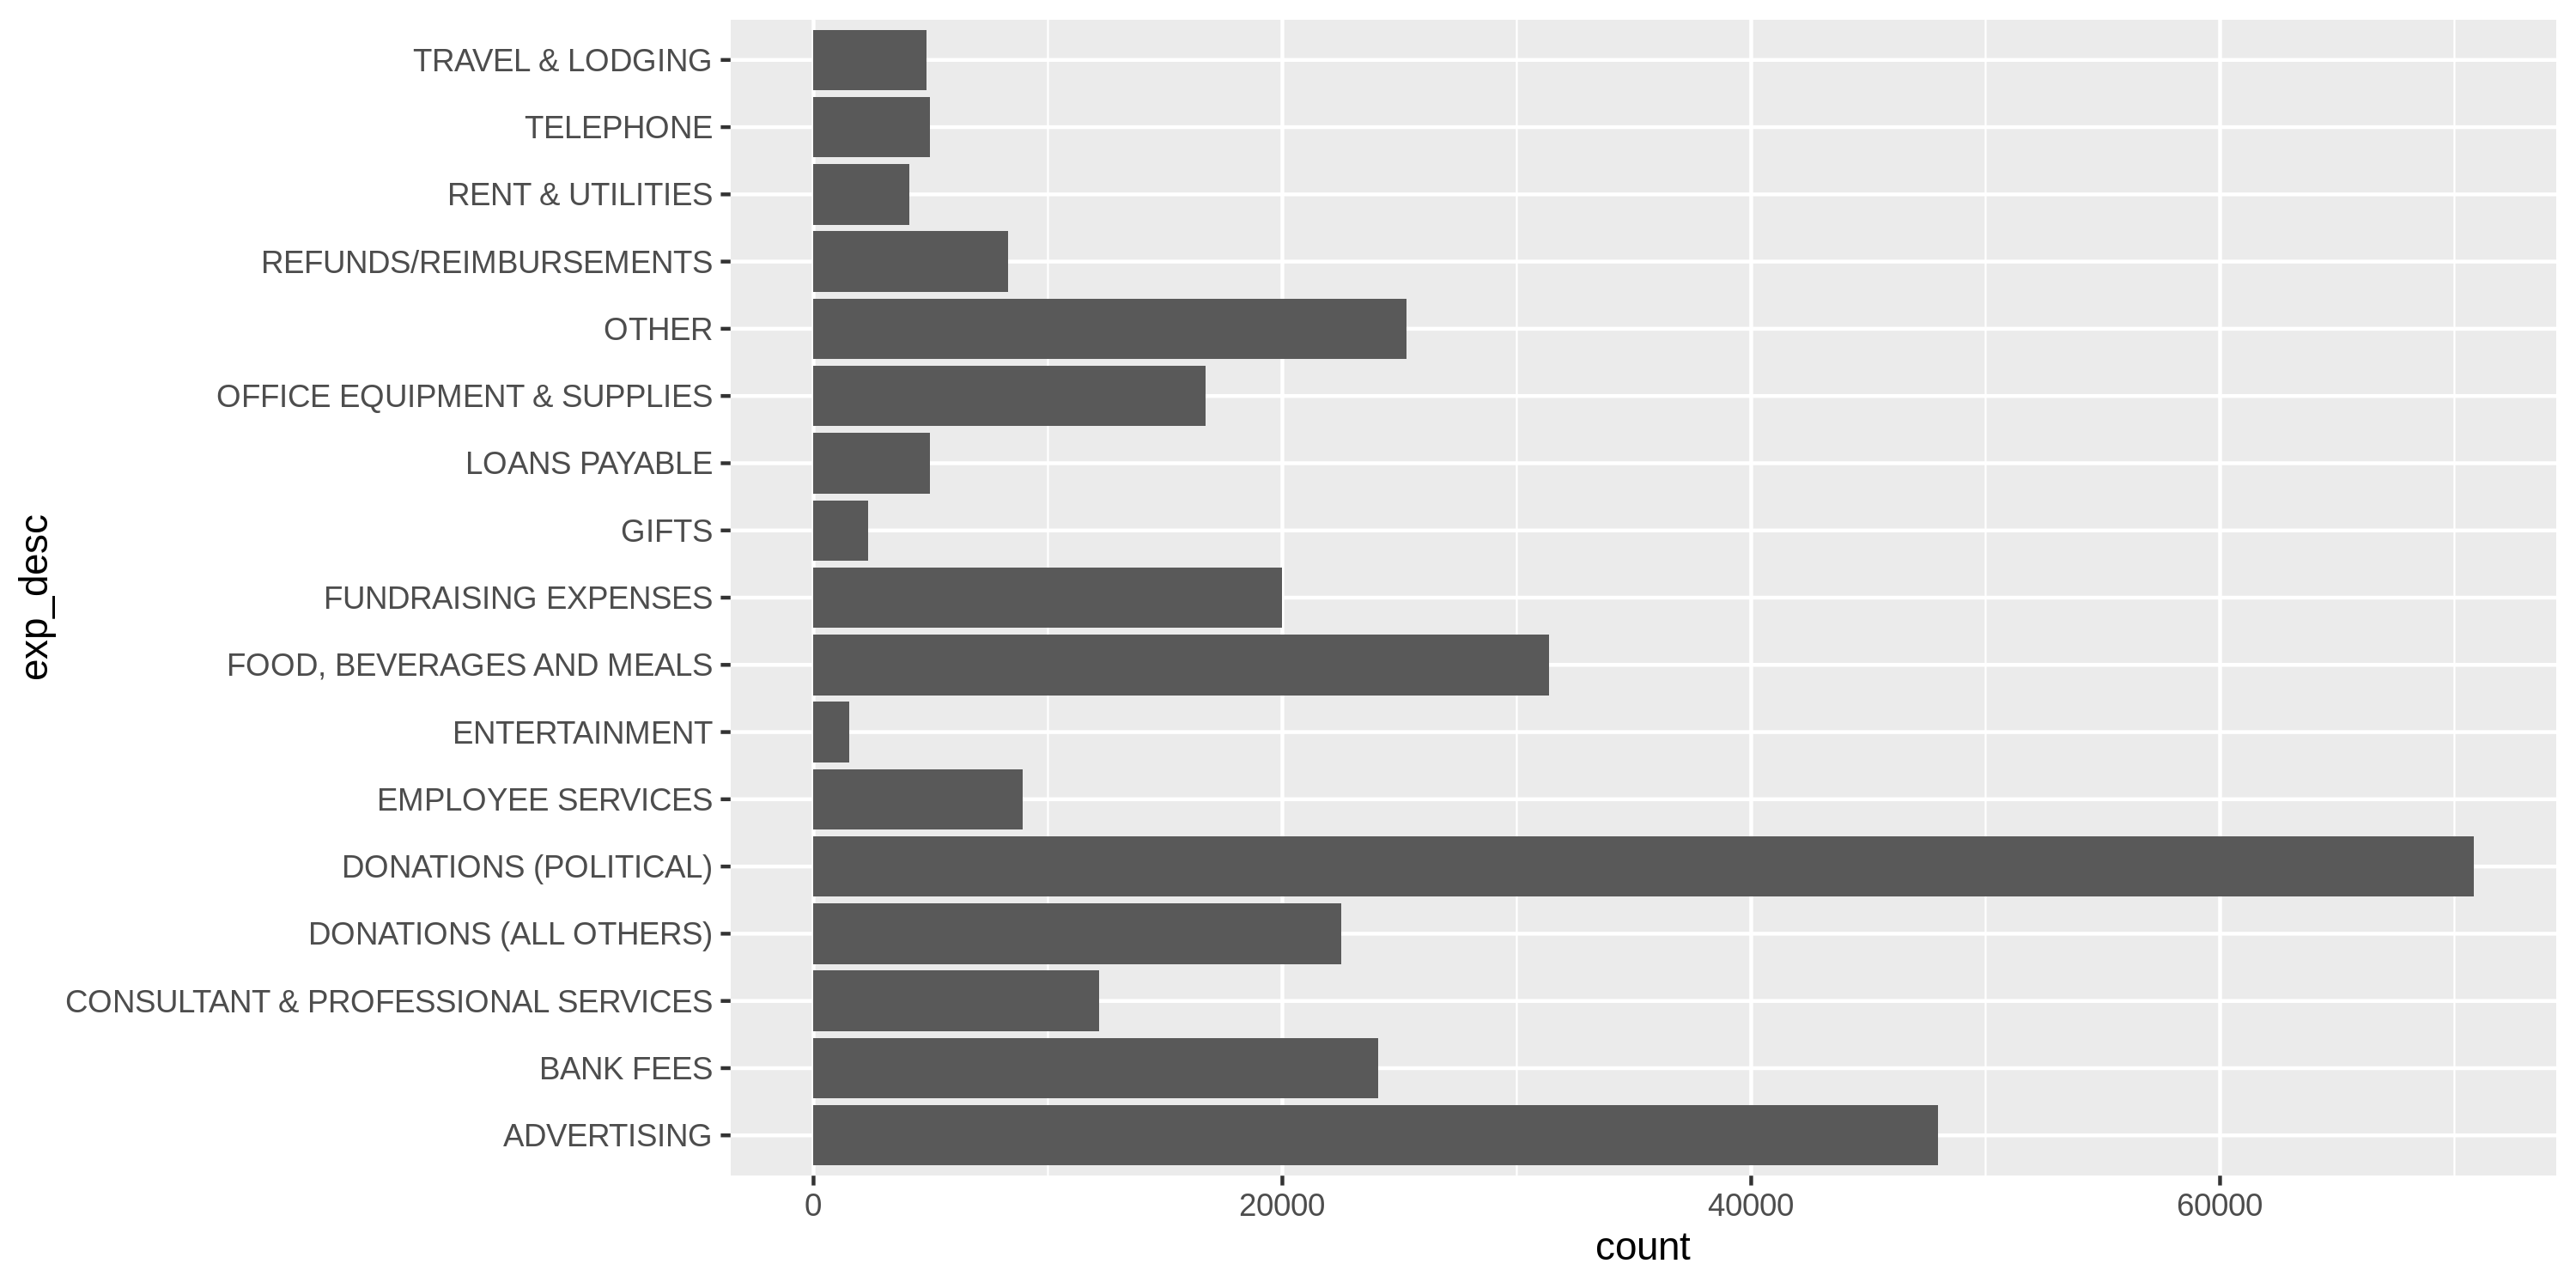 TRAVEL & LODGING
TELEPHONE
RENT & UTILITIES
REFUNDS/REIMBURSEMENTS
OTHER
OFFICE EQUIPMENT & SUPPLIES
LOANS PAYABLE
GIFTS
FUNDRAISING EXPENSES
FOOD, BEVERAGES AND MEALS
ENTERTAINMENT
EMPLOYEE SERVICES
DONATIONS (POLITICAL)
DONATIONS (ALL OTHERS)
CONSULTANT & PROFESSIONAL SERVICES
BANK FEES
ADVERTISING
exp_desc
0 20000 40000 60000
count